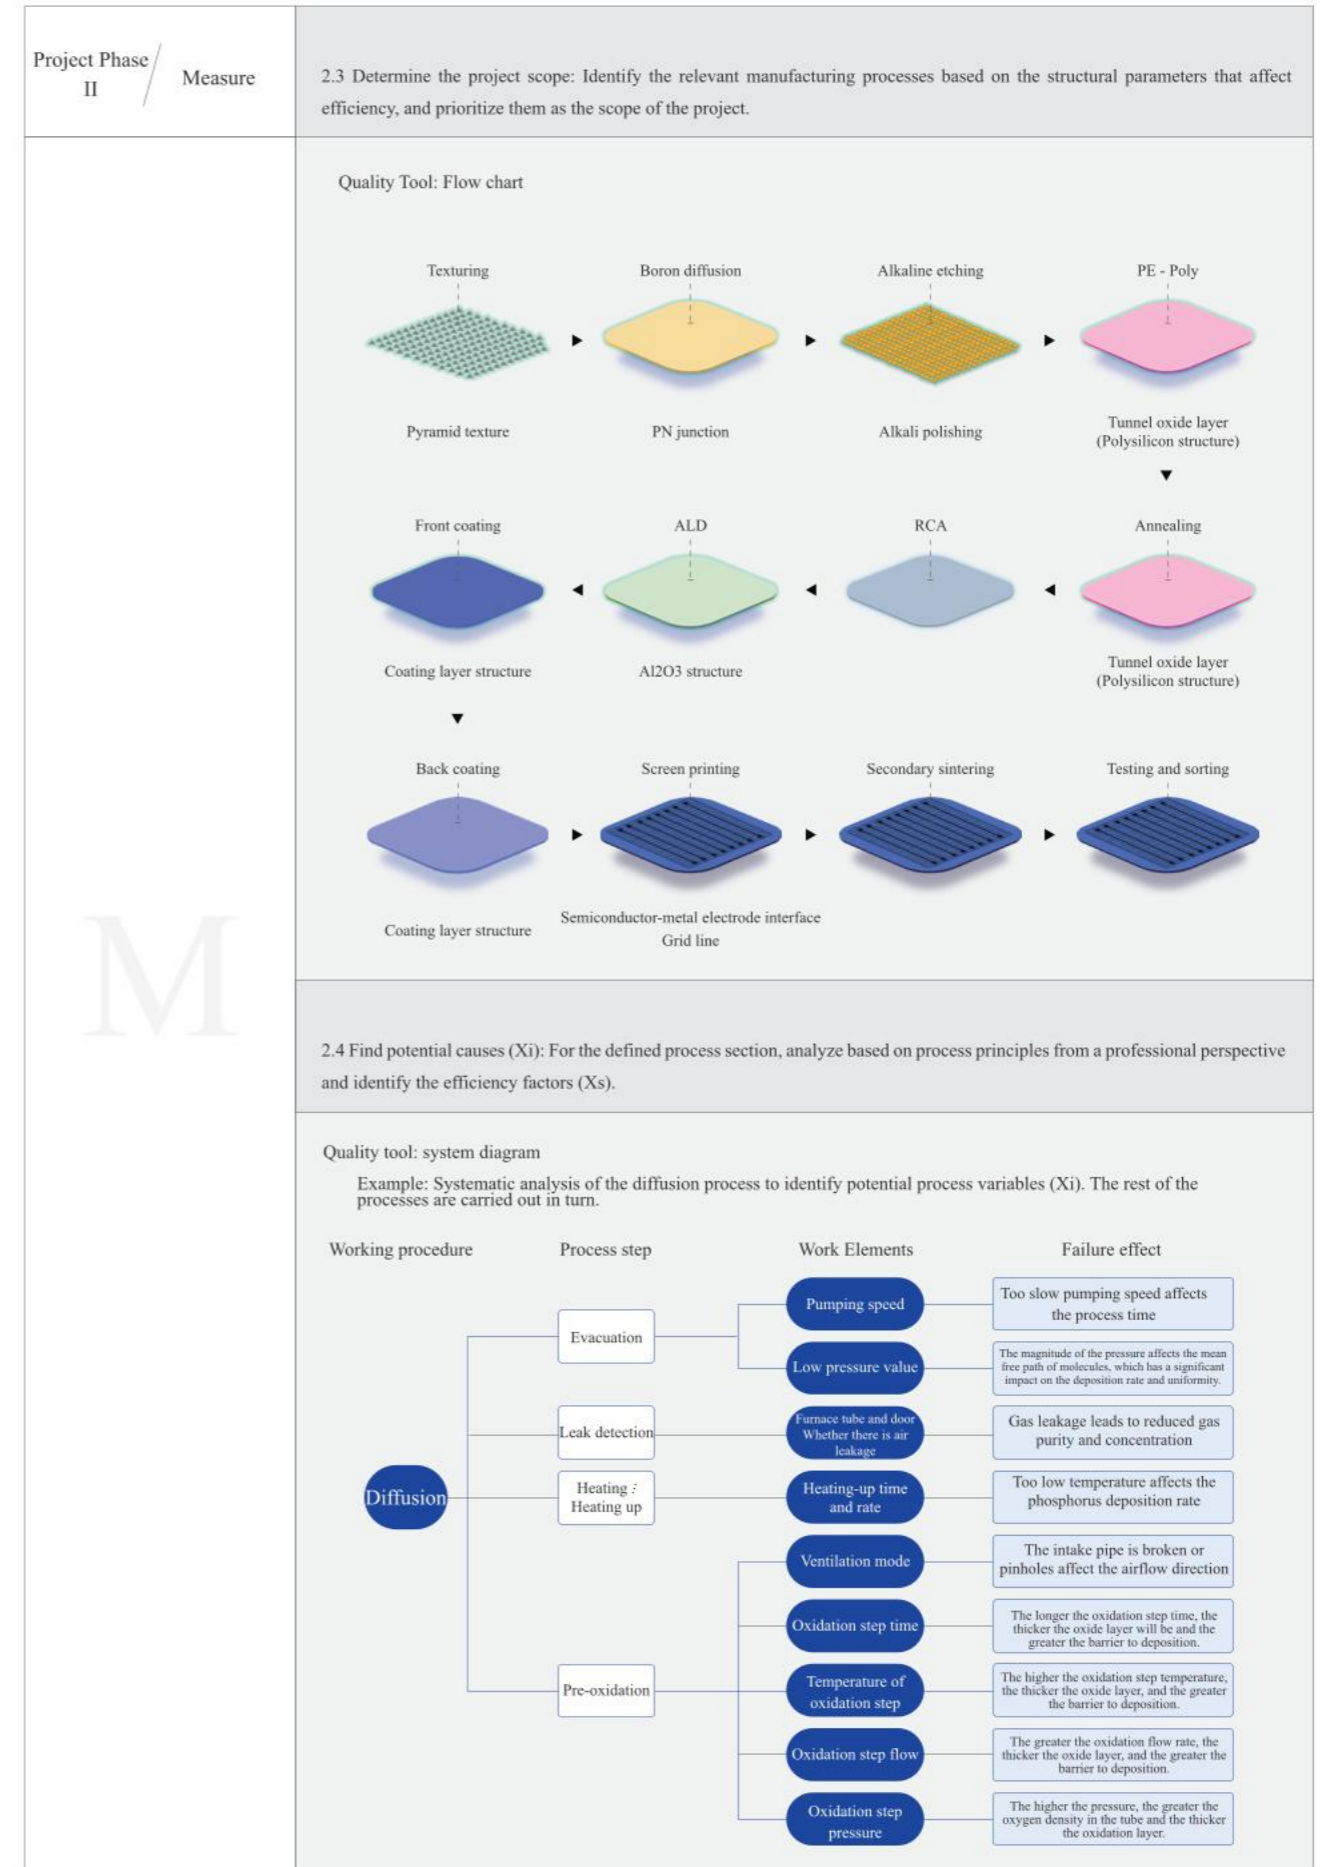 Project Phase
II
Measure
2.3 Determine the project scope: Identify the relevant manufacturing processes based on the structural parameters that affect
efficiency, and prioritize them as the scope of the project.
Quality Tool: Flow chart
Texturing
Boron diffusion
Alkaline etching
PE - Poly
Pyramid texture
PN junction
Alkali polishing
Tunnel oxide layer
(Polysilicon structure)
Front coating
ALD
RCA
Annealing
Coating layer structure
Al2O3 structure
Tunnel oxide layer
(Polysilicon structure)
Back coating
Screen printing
Secondary sintering
Testing and sorting
Coating layer structure
Semiconductor-metal electrode interface
Grid line
M
2.4 Find potential causes (Xi): For the defined process section, analyze based on process principles from a professional perspective
and identify the efficiency factors (Xs).
Quality tool: system diagram
Example: Systematic analysis of the diffusion process to identify potential process variables (Xi). The rest of the
processes are carried out in turn.
Working procedure
Process step
Work Elements
Failure effect
Diffusion
Evacuation
Pumping speed
Too slow pumping speed affects
the process time
Low pressure value
The magnitude of the pressure affects the mean
free path of molecules, which has a significant
impact on the deposition rate and uniformity.
Leak detection
Furnace tube and door
Whether there is air
leakage
Gas leakage leads to reduced gas
purity and concentration
Heating :
Heating up
Heating-up time
and rate
Too low temperature affects the
phosphorus deposition rate
Pre-oxidation
Ventilation mode
The intake pipe is broken or
pinholes affect the airflow direction
Oxidation step time
The longer the oxidation step time, the
thicker the oxide layer will be and the
greater the barrier to deposition.
Temperature of
oxidation step
The higher the oxidation step temperature,
the thicker the oxide layer, and the greater
the barrier to deposition.
Oxidation step flow
The greater the oxidation flow rate, the
thicker the oxide layer, and the greater the
barrier to deposition.
Oxidation step
pressure
The higher the pressure, the greater the
oxygen density in the tube and the thicker
the oxidation layer.